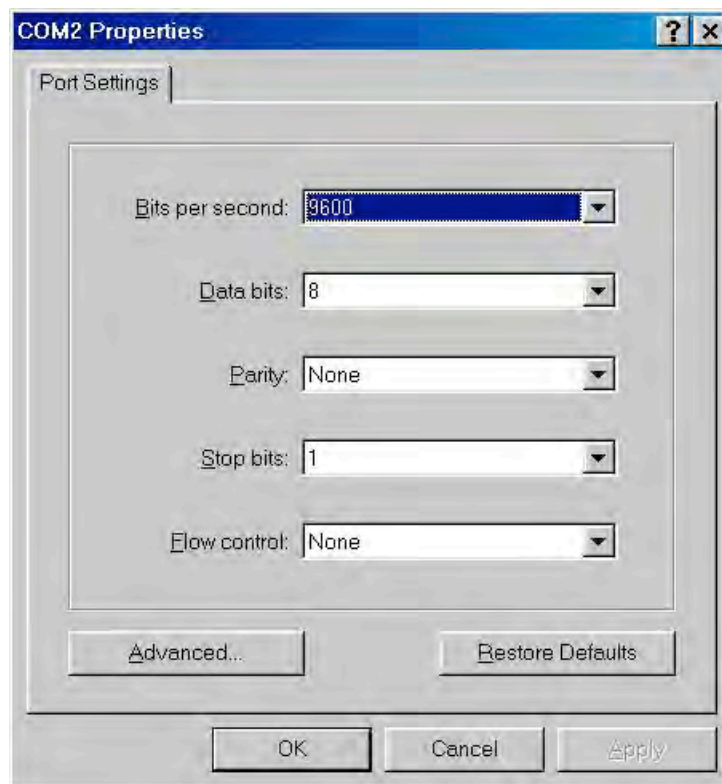 COM2 Properties
Port Settings
Bits per second: 9600
Data bits: 8
Parity: None
Stop bits: 1
Flow control: None
Advanced... Restore Defaults
OK Cancel Apply